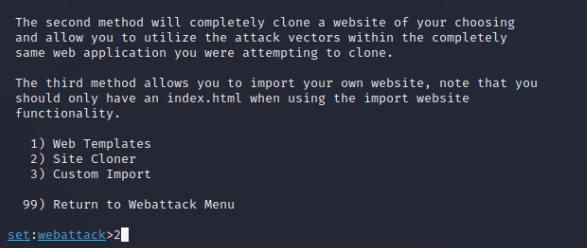 The second method will completely clone a website of your choosing
and allow you to utilize the attack vectors within the completely
same web application you were attempting to clone.
The third method allows you to import your own website, note that you
should only have an index.html when using the import website
functionality.
1) Web Templates
2) Site Cloner
3) Custom Import
99) Return to Webattack Menu
set:webattack>2